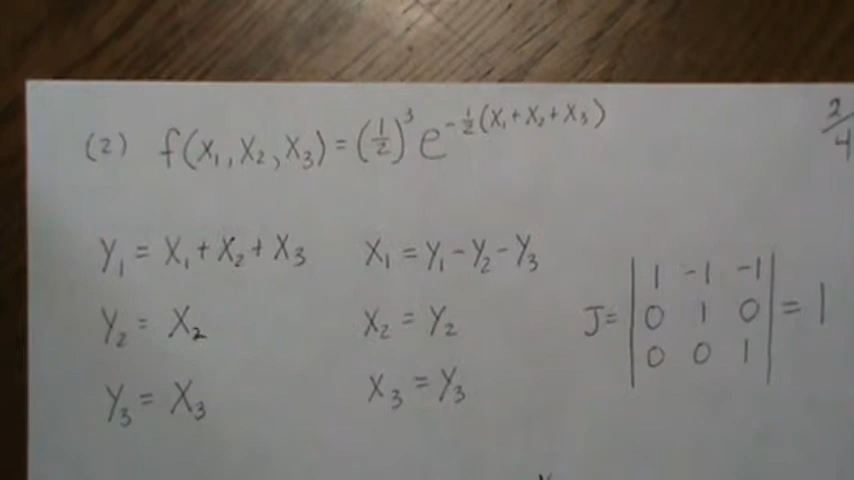 (2) f(X₁, X₂, X₃) = (1/2)³ e^(-1/2(X₁+X₂+X₃))
2/4
Y₁ = X₁ + X₂ + X₃
X₁ = Y₁ - Y₂ - Y₃
Y₂ = X₂
X₂ = Y₂
Y₃ = X₃
X₃ = Y₃
J = | 1 -1 -1 |
| 0 1 0 | = 1
| 0 0 1 |